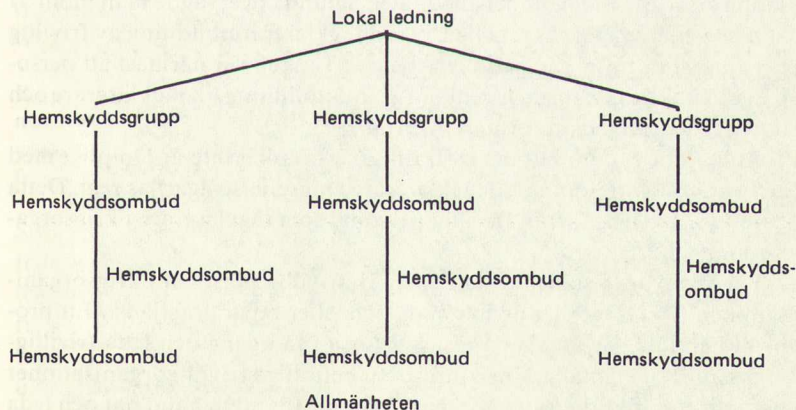 Lokal ledning
Hemskyddsgrupp Hemskyddsgrupp Hemskyddsgrupp
Hemskyddsombud Hemskyddsombud Hemskyddsombud
Hemskyddsombud Hemskyddsombud Hemskydds-
ombud
Hemskyddsombud Hemskyddsombud Hemskyddsombud
Allmänheten